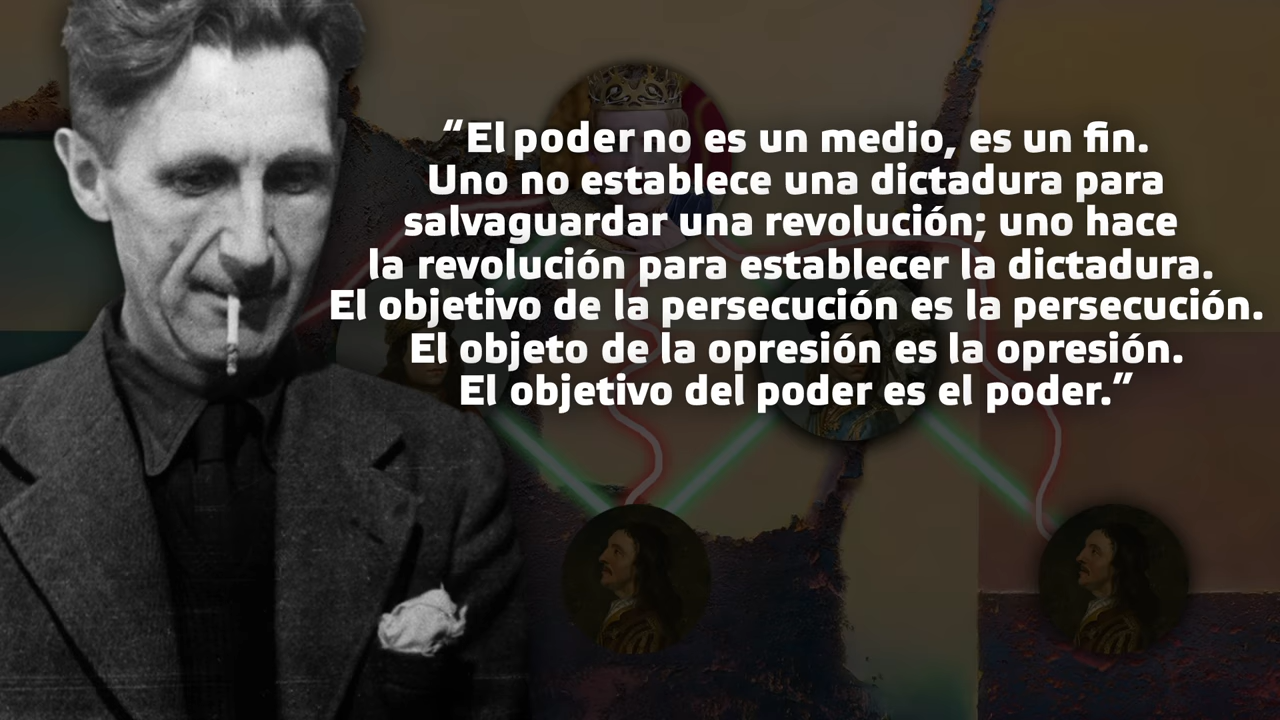 “El poder no es un medio, es un fin.
Uno no establece una dictadura para
salvaguardar una revolución; uno hace
la revolución para establecer la dictadura.
El objetivo de la persecución es la persecución.
El objeto de la opresión es la opresión.
El objetivo del poder es el poder.”